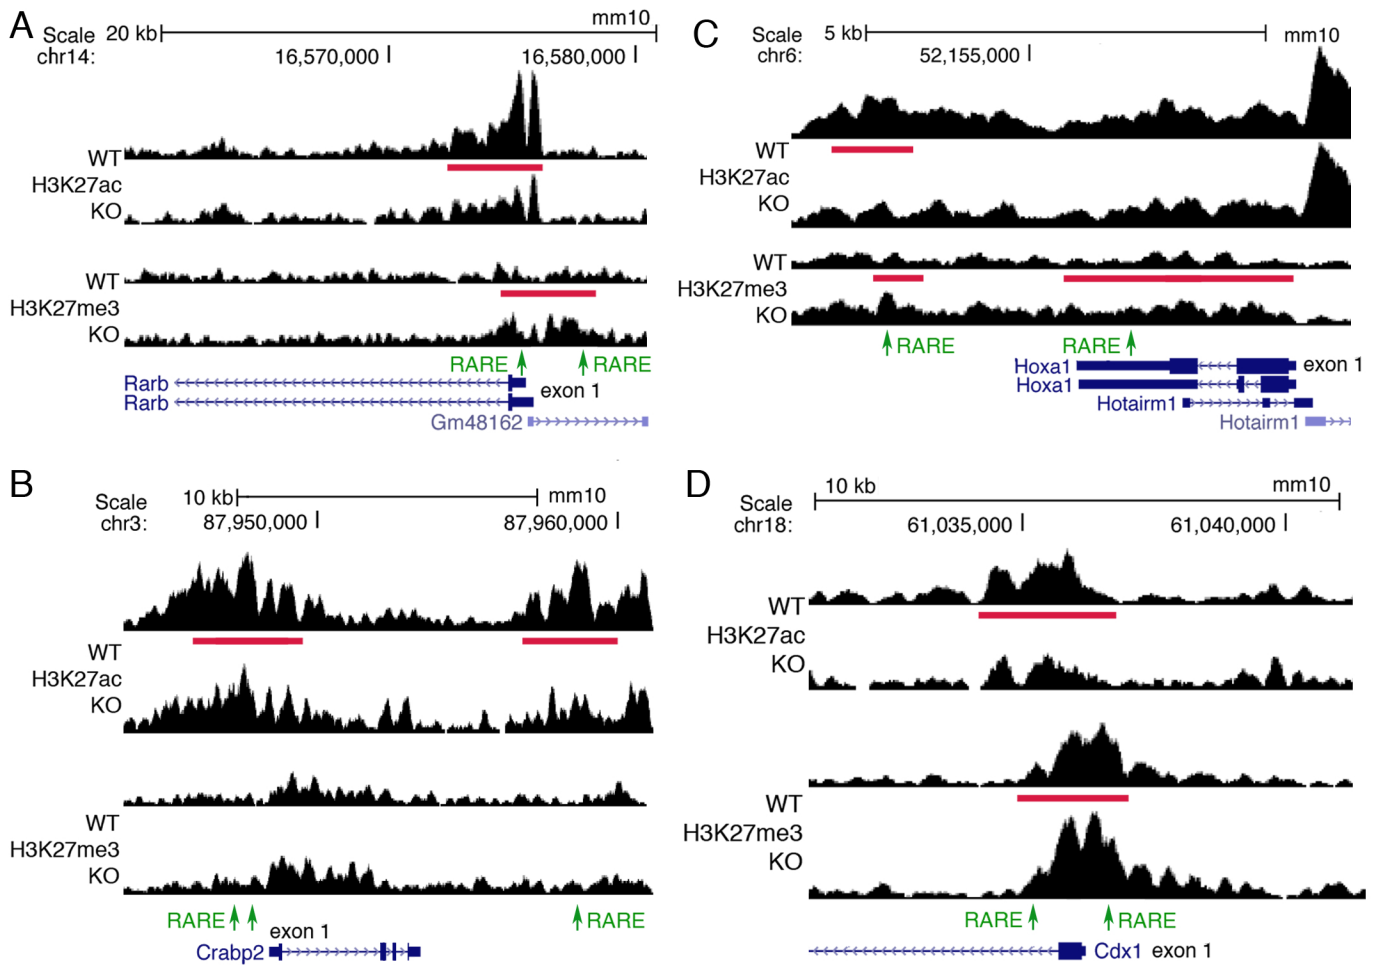 A
Scale 20 kb mm10
chr14: 16,570,000 16,580,000
WT
H3K27ac
KO
WT
H3K27me3
KO
RARE RARE
Rarb exon 1
Rarb
Gm48162
B
Scale 10 kb mm10
chr3: 87,950,000 87,960,000
WT
H3K27ac
KO
WT
H3K27me3
KO
RARE RARE
exon 1
Crabp2
C
Scale 5 kb mm10
chr6: 52,155,000
WT
H3K27ac
KO
WT
H3K27me3
KO
RARE RARE
Hoxa1 exon 1
Hoxa1
Hotairm1
Hotairm1
D
Scale 10 kb mm10
chr18: 61,035,000 61,040,000
WT
H3K27ac
KO
WT
H3K27me3
KO
RARE RARE
Cdx1 exon 1